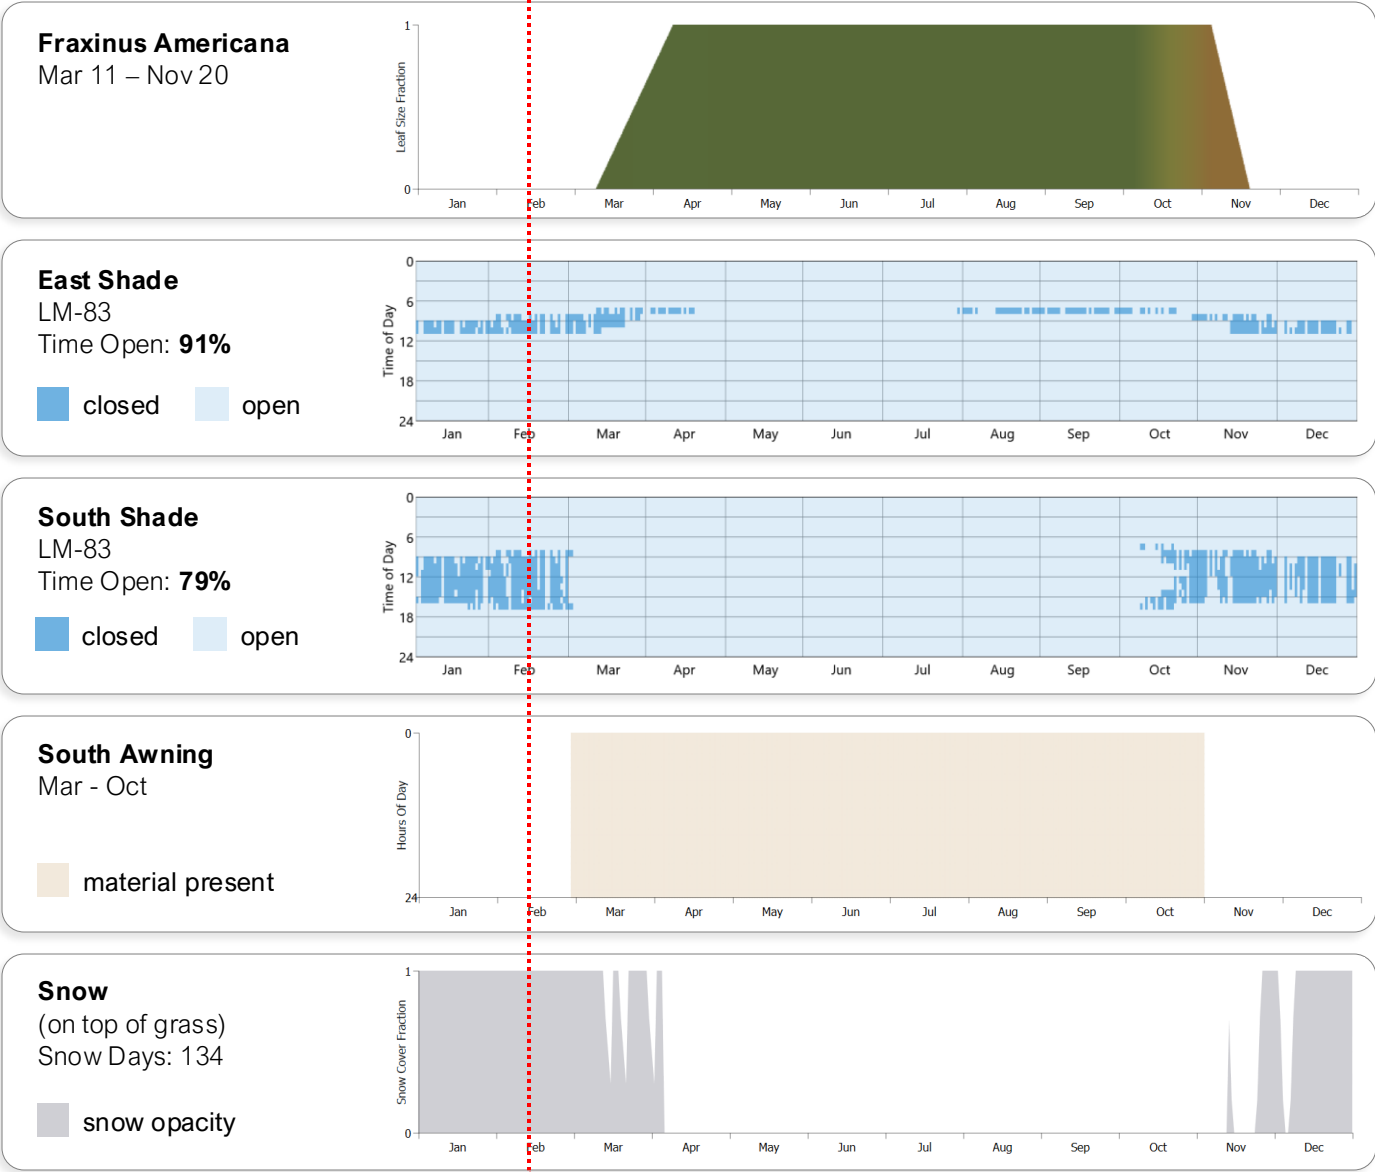 Fraxinus Americana
Mar 11 – Nov 20
1
Leaf Size Fraction
0
Jan Feb Mar Apr May Jun Jul Aug Sep Oct Nov Dec
East Shade
LM-83
Time Open: 91%
closed open
0
6
Time of Day
12
18
24
Jan Feb Mar Apr May Jun Jul Aug Sep Oct Nov Dec
South Shade
LM-83
Time Open: 79%
closed open
0
6
Time of Day
12
18
24
Jan Feb Mar Apr May Jun Jul Aug Sep Oct Nov Dec
South Awning
Mar - Oct
material present
0
Hours Of Day
24
Jan Feb Mar Apr May Jun Jul Aug Sep Oct Nov Dec
Snow
(on top of grass)
Snow Days: 134
snow opacity
1
Snow Cover Fraction
0
Jan Feb Mar Apr May Jun Jul Aug Sep Oct Nov Dec